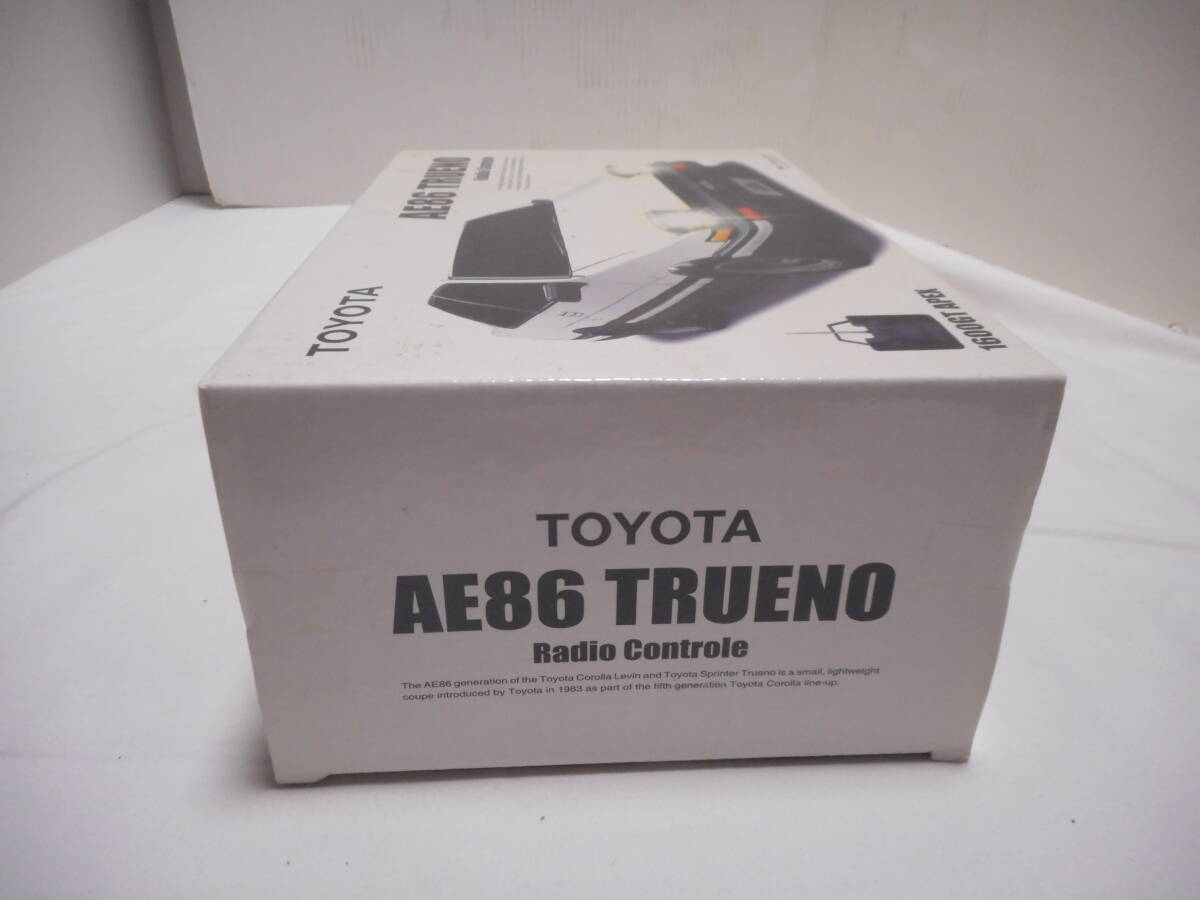 AE86 TRUENO
Radio Controle
TOYOTA
1600GT APEX
TOYOTA
AE86 TRUENO
Radio Controle
The AE86 generation of the Toyota Corolla Levin and Toyota Sprinter Trueno is a small, lightweight
coupe introduced by Toyota in 1983 as part of the fifth generation Toyota Corolla line-up.